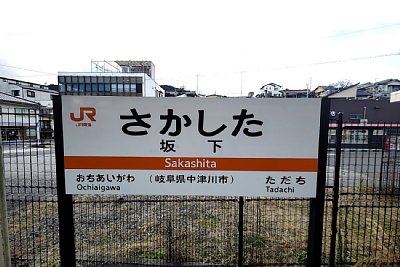 JR
JR東海
さかした
坂下
Sakashita
おちあいがわ （岐阜県中津川市） ただち
Ochiaigawa Tadachi